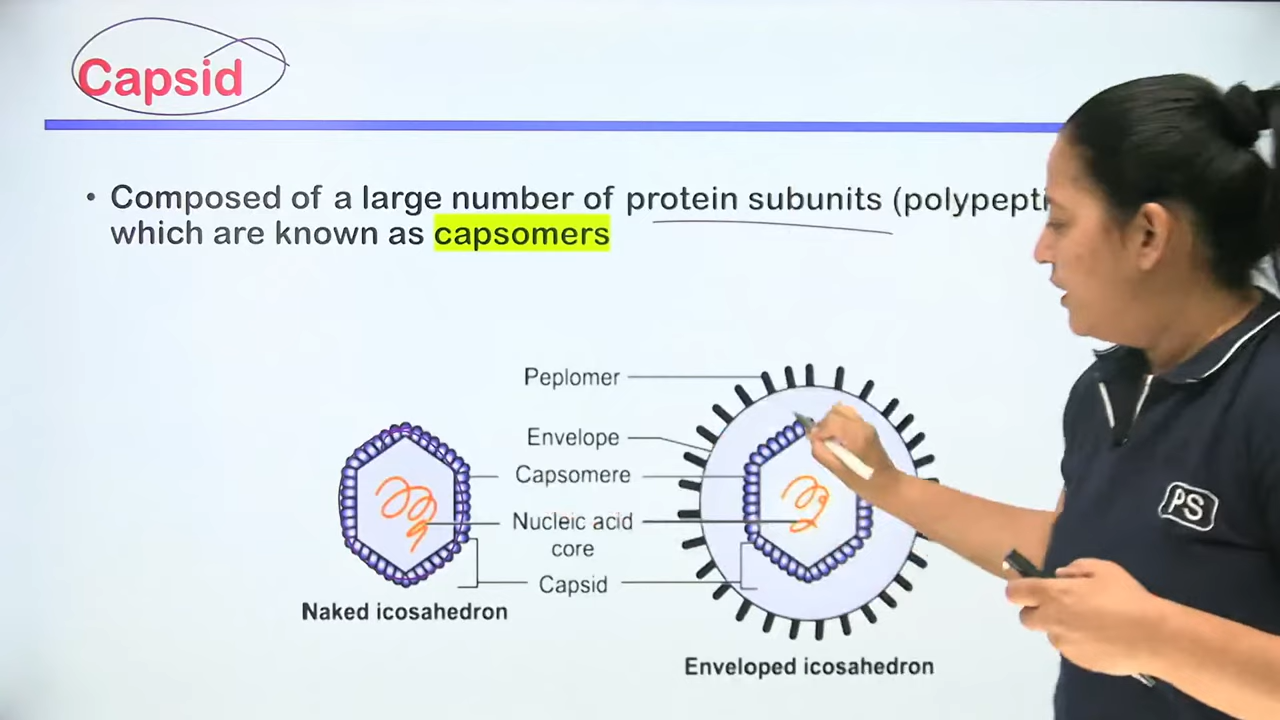 Capsid
• Composed of a large number of protein subunits
which are known as capsomers
Peplomer
Envelope
Capsomere
Nucleic acid
core
Capsid
Naked icosahedron
Enveloped icosahedron
PS